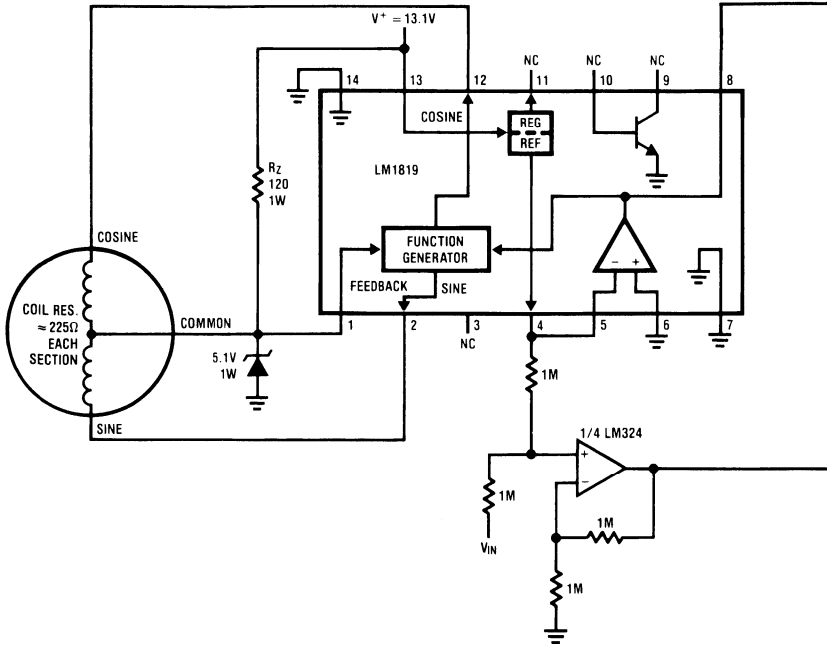 V+ = 13.1V
NC
NC
NC
14
13
12
11
10
9
8
COSINE
REG
REF
RZ
120
1W
LM1819
COSINE
FUNCTION
GENERATOR
- +
COIL RES.
≈ 225Ω
EACH
SECTION
COMMON
FEEDBACK
SINE
1
2
3
4
5
6
7
NC
5.1V
1W
1M
SINE
1/4 LM324
+
1M
−
VIN
1M
1M